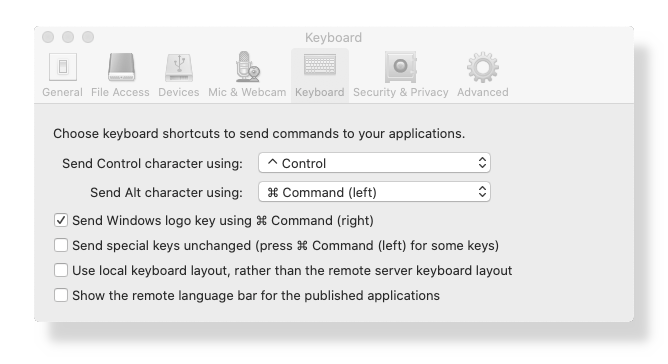 Keyboard
General File Access Devices Mic & Webcam Keyboard Security & Privacy Advanced
Choose keyboard shortcuts to send commands to your applications.
Send Control character using: ^ Control
Send Alt character using: ⌘ Command (left)
Send Windows logo key using ⌘ Command (right)
Send special keys unchanged (press ⌘ Command (left) for some keys)
Use local keyboard layout, rather than the remote server keyboard layout
Show the remote language bar for the published applications